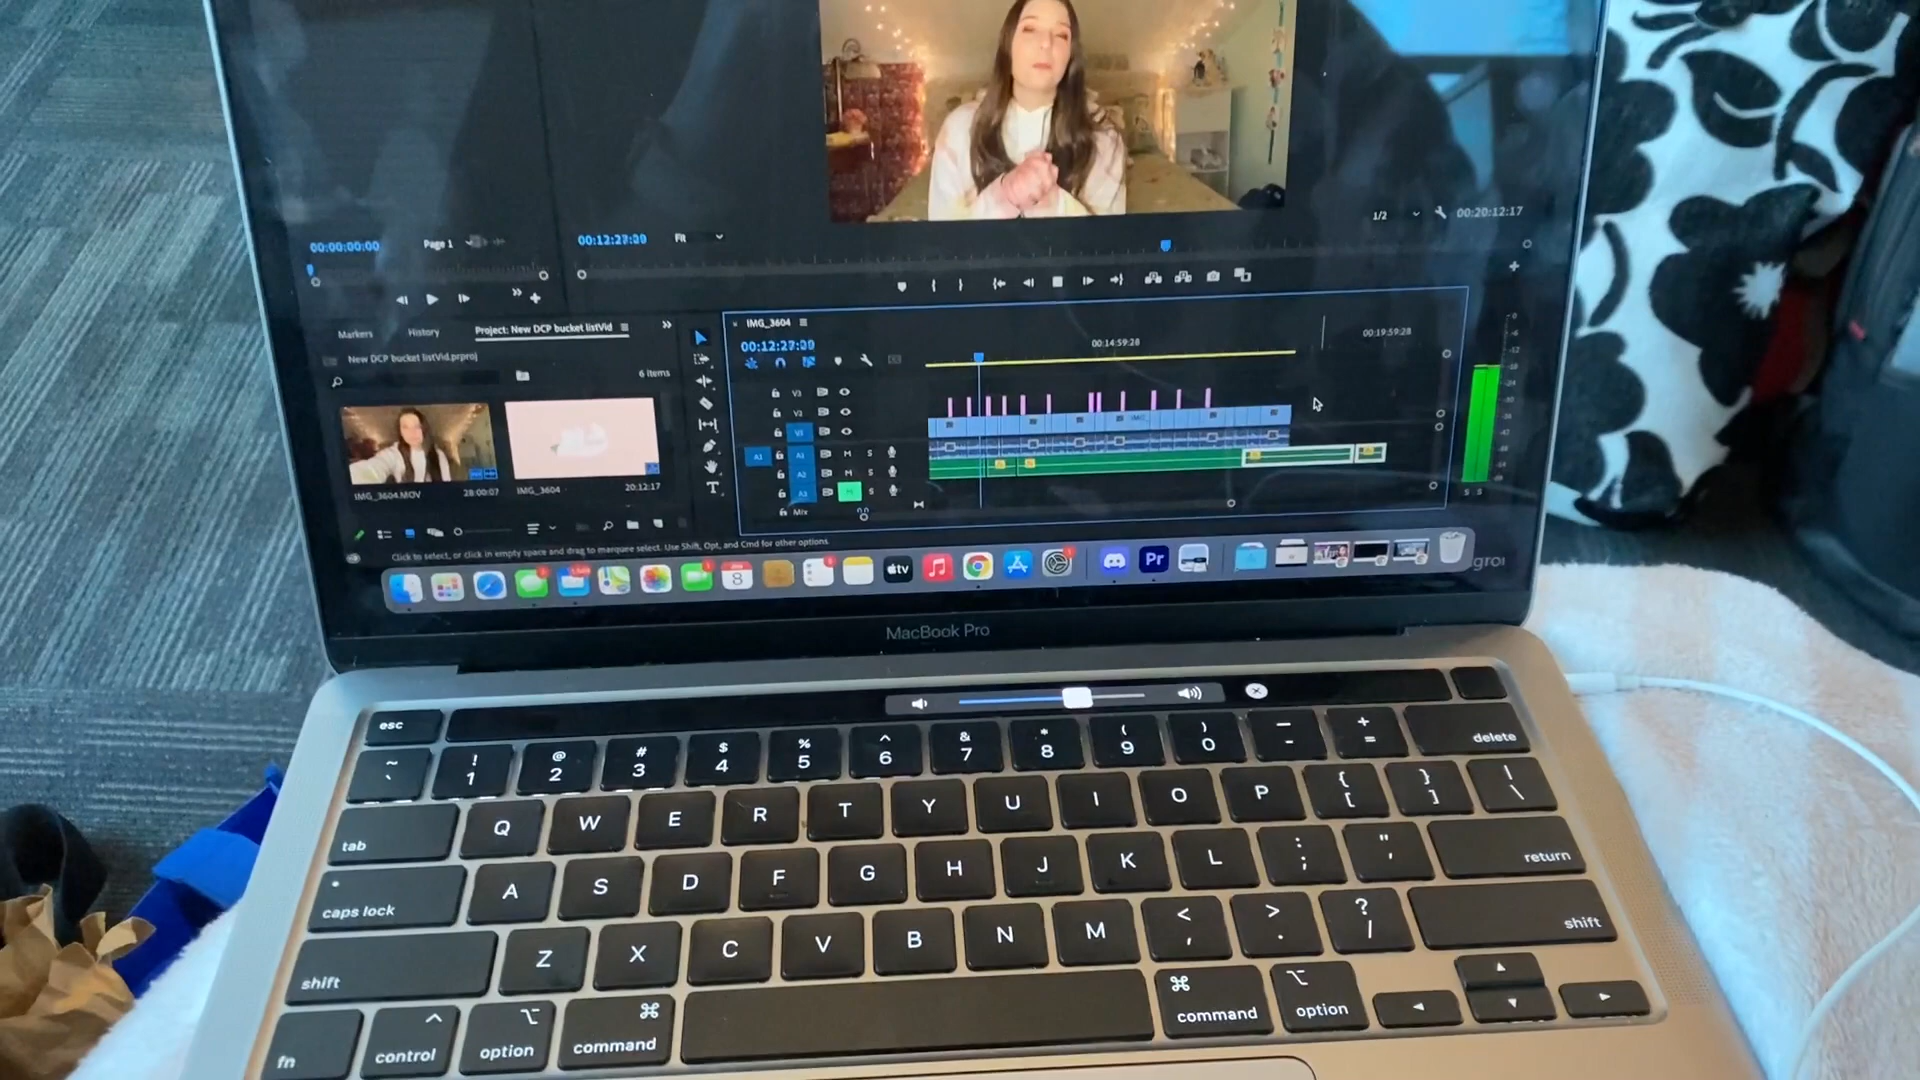 1/2
00:20:12:17
00:00:00:00
Page 1
00:12:27:09
Fit
Markers
History
Project: New DCP bucket listVid
New DCP bucket listVid.prproj
6 Items
IMG_3604.MOV
28:00:07
IMG_3604
20:12:17
IMG_3604
00:12:27:09
00:14:59:28
00:19:59:28
V3
V2
V1
A1
A1
M
S
A2
M
S
A3
M
S
Mix
T
S S
Click to select, or click in empty space and drag to marquee select. Use Shift, Opt, and Cmd for other options.
8
tv
Pr
MacBook Pro
esc
~ `
! 1
@ 2
# 3
$ 4
% 5
^ 6
& 7
* 8
( 9
) 0
- 
+ =
delete
tab
Q W E R T Y U I O P
{ [
} ]
| \
caps lock
A S D F G H J K L
: ;
" '
return
shift
Z X C V B N M
< ,
> .
? /
shift
fn
control
option
command
command
option